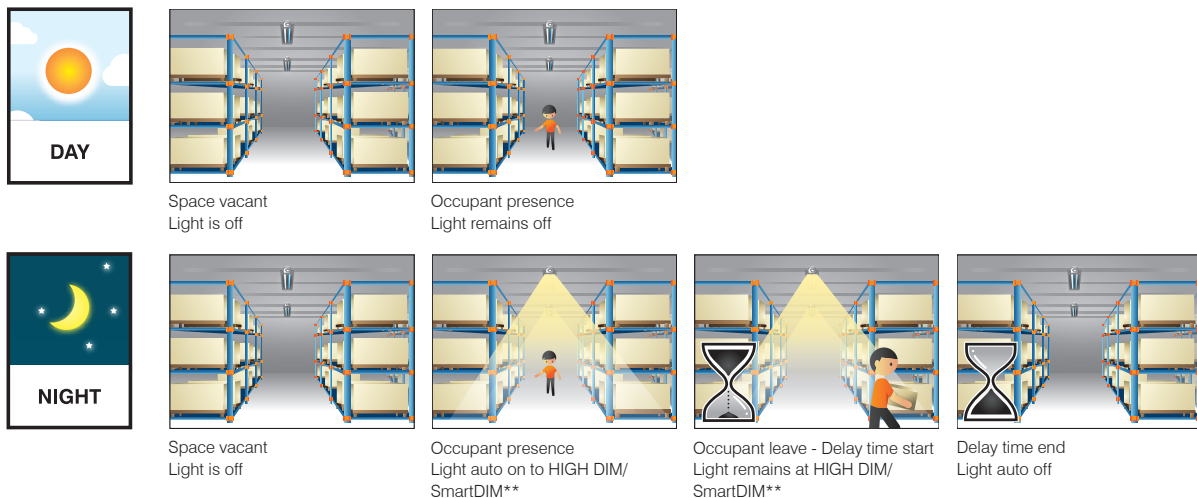 DAY
Space vacant
Light is off
Occupant presence
Light remains off
NIGHT
Space vacant
Light is off
Occupant presence
Light auto on to HIGH DIM/
SmartDIM**
Occupant leave - Delay time start
Light remains at HIGH DIM/
SmartDIM**
Delay time end
Light auto off